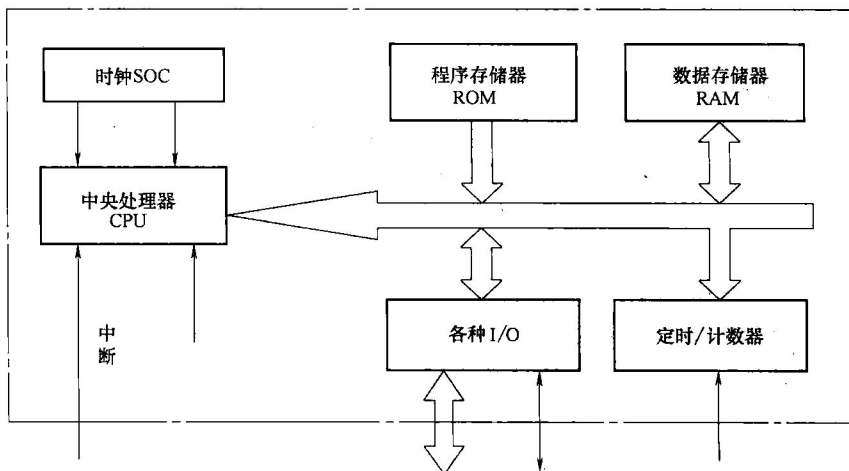 时钟SOC
程序存储器
ROM
数据存储器
RAM
中央处理器
CPU
中
断
各种 I/O
定时/计数器